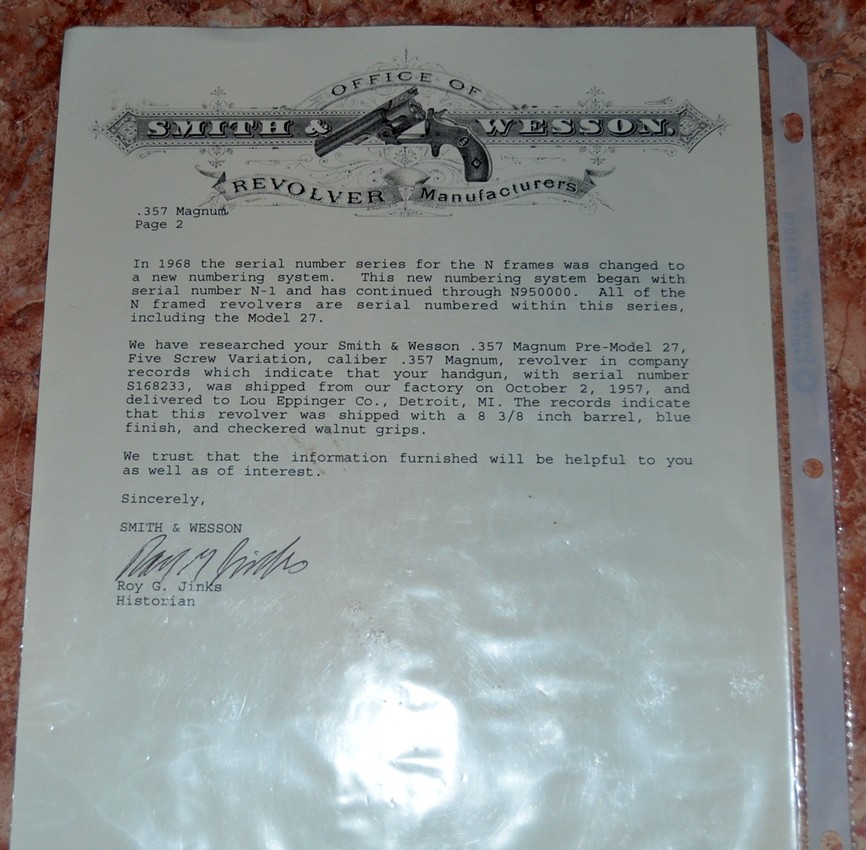 OFFICE OF
SMITH & WESSON.
REVOLVER Manufacturers
.357 Magnum
Page 2
In 1968 the serial number series for the N frames was changed to
a new numbering system. This new numbering system began with
serial number N-1 and has continued through N950000. All of the
N framed revolvers are serial numbered within this series,
including the Model 27.
We have researched your Smith & Wesson .357 Magnum Pre-Model 27,
Five Screw Variation, caliber .357 Magnum, revolver in company
records which indicate that your handgun, with serial number
S168233, was shipped from our factory on October 2, 1957, and
delivered to Lou Eppinger Co., Detroit, MI. The records indicate
that this revolver was shipped with a 8 3/8 inch barrel, blue
finish, and checkered walnut grips.
We trust that the information furnished will be helpful to you
as well as of interest.
Sincerely,
SMITH & WESSON
Roy G Jinks
Roy G. Jinks
Historian